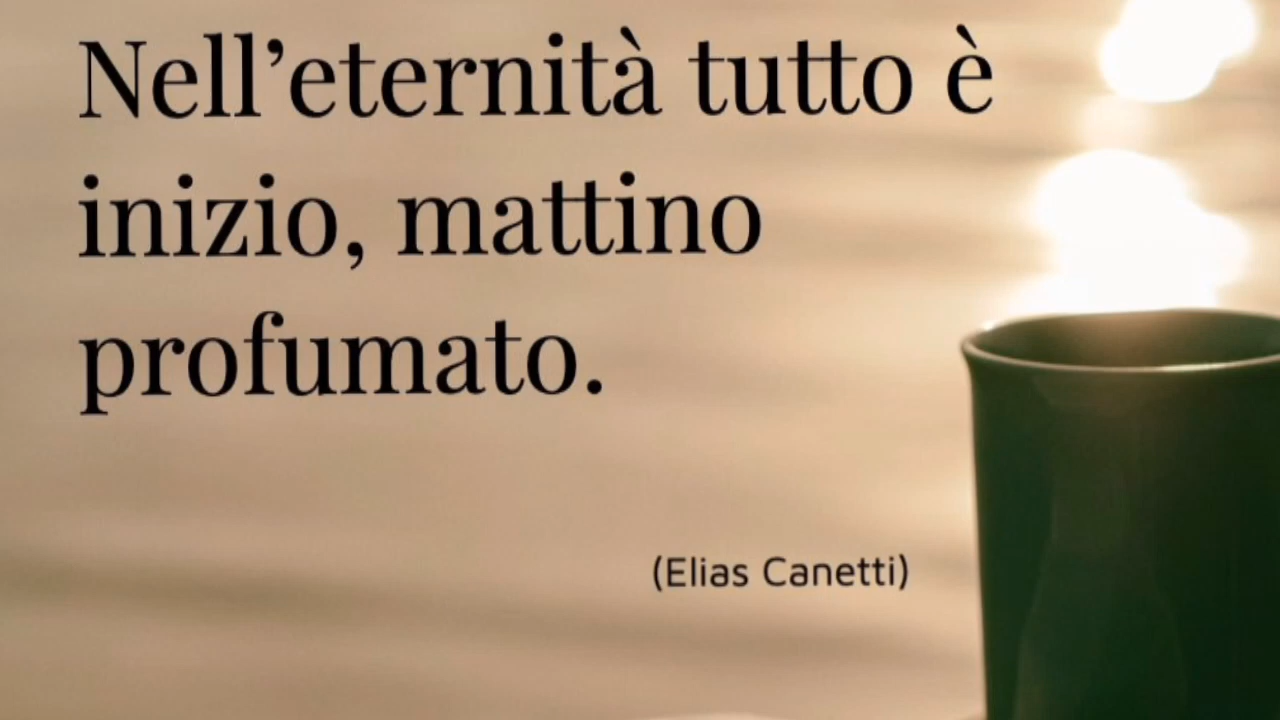 Nell’eternità tutto è
inizio, mattino
profumato.
(Elias Canetti)